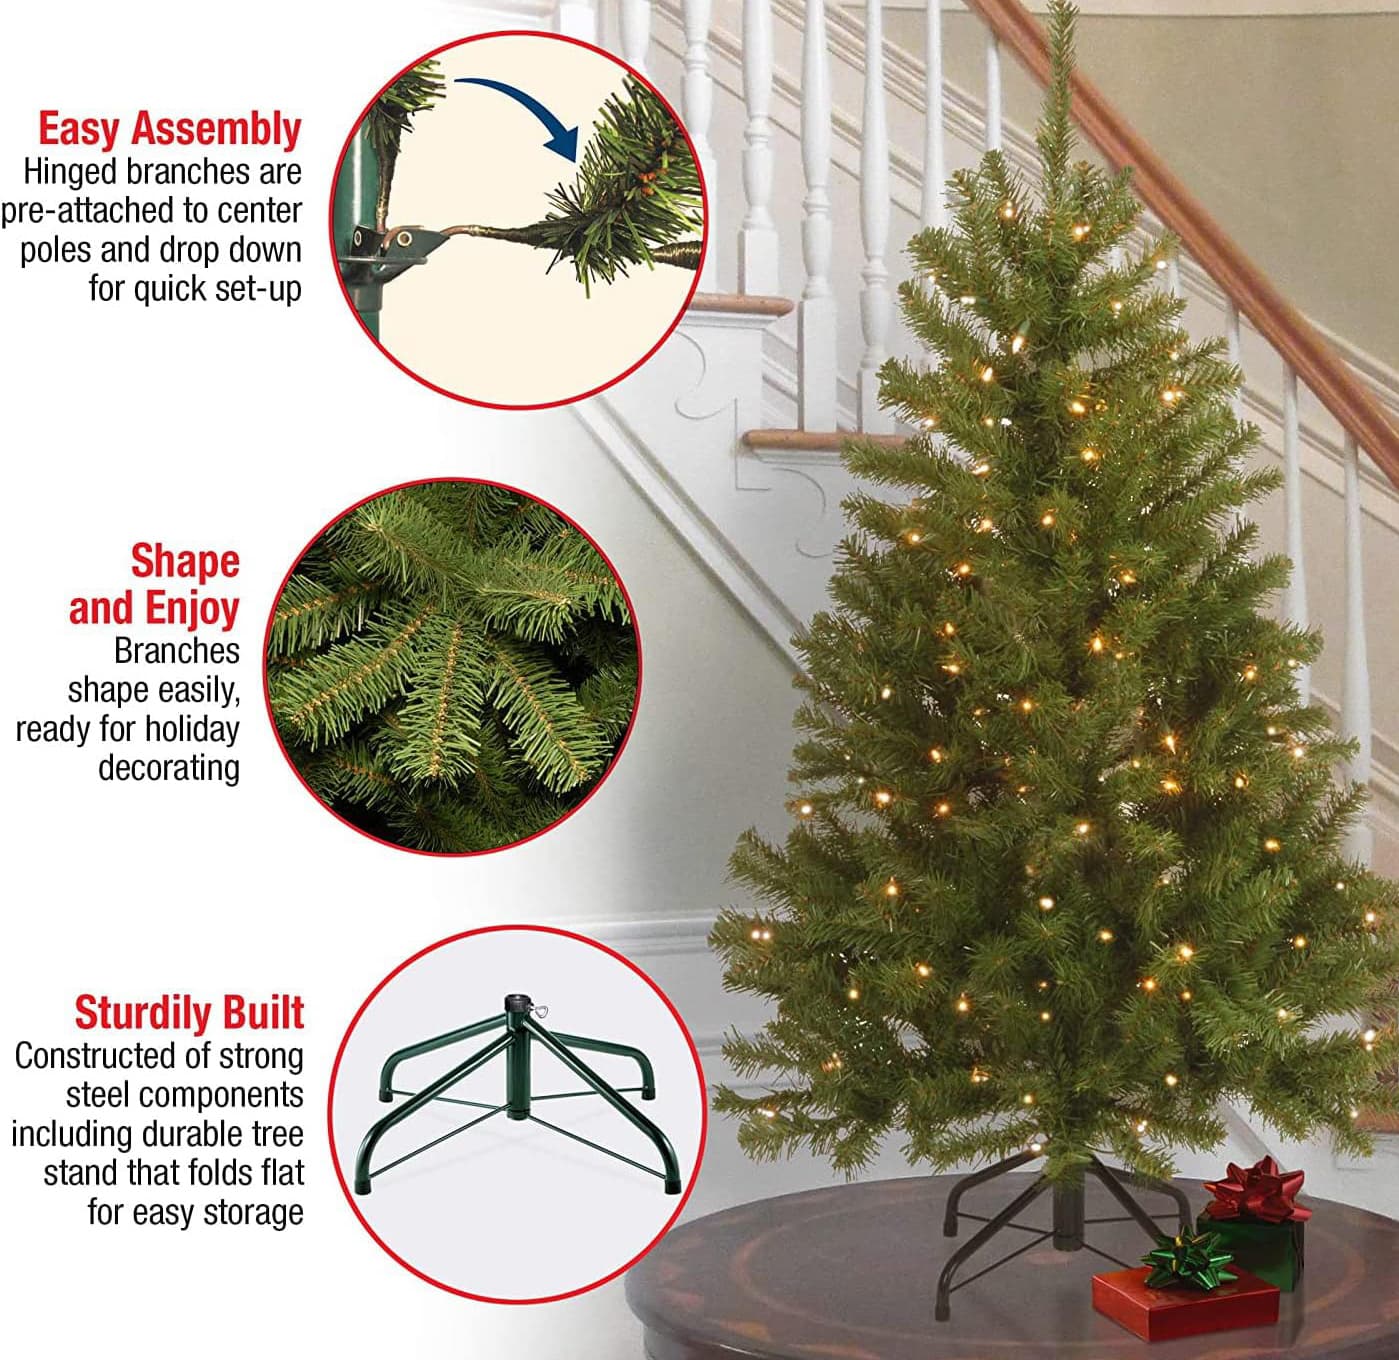 Easy Assembly
Hinged branches are
pre-attached to center
poles and drop down
for quick set-up
Shape
and Enjoy
Branches
shape easily,
ready for holiday
decorating
Sturdily Built
Constructed of strong
steel components
including durable tree
stand that folds flat
for easy storage